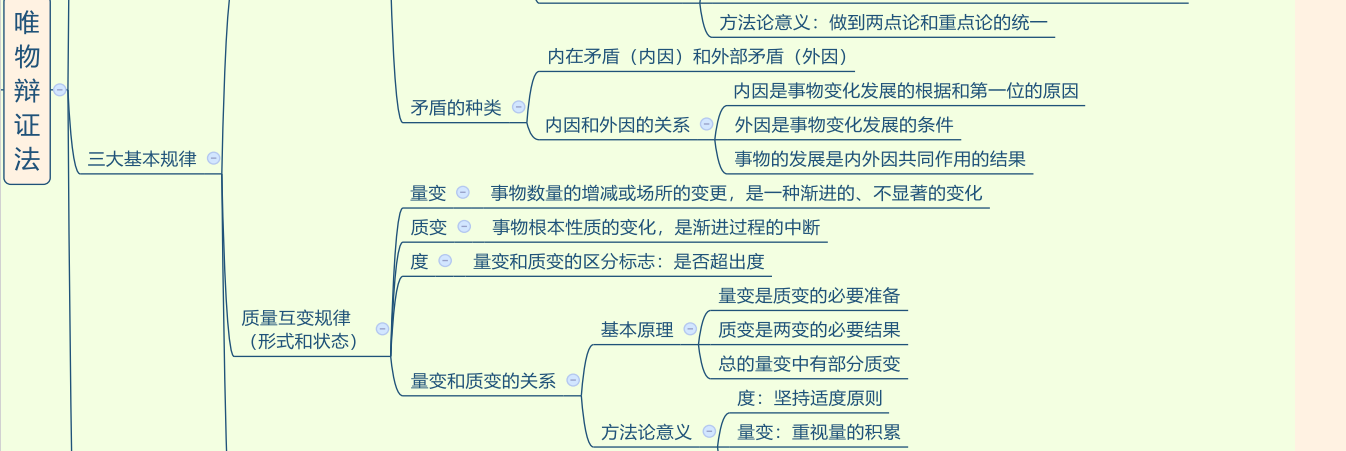 唯物辩证法
方法论意义：做到两点论和重点论的统一
内在矛盾（内因）和外部矛盾（外因）
矛盾的种类
内因是事物变化发展的根据和第一位的原因
内因和外因的关系
外因是事物变化发展的条件
事物的发展是内外因共同作用的结果
三大基本规律
量变
事物数量的增减或场所的变更，是一种渐进的、不显著的变化
质变
事物根本性质的变化，是渐进过程的中断
度
量变和质变的区分标志：是否超出度
质量互变规律
（形式和状态）
量变是质变的必要准备
基本原理
质变是两变的必要结果
总的量变中有部分质变
量变和质变的关系
度：坚持适度原则
方法论意义
量变：重视量的积累